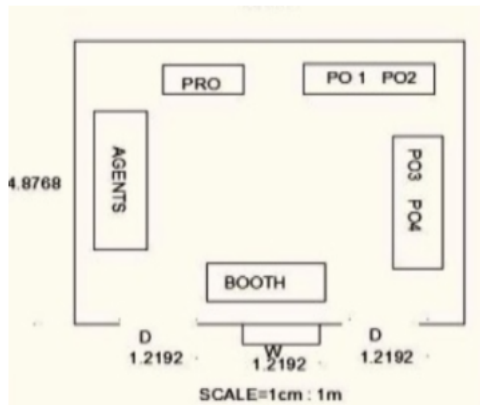 PRO
PO 1 PO2
AGENTS
PO3 PO4
4.8768
BOOTH
D
1.2192
W
1.2192
D
1.2192
SCALE=1cm : 1m